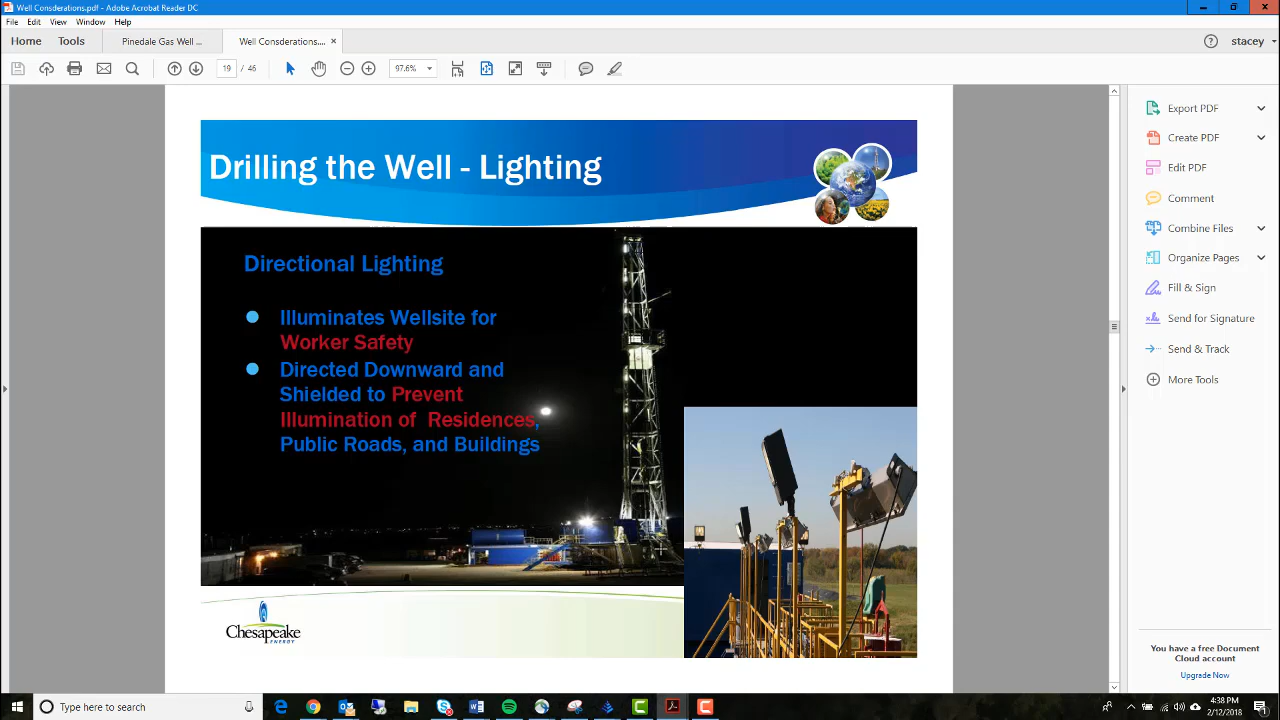 Well Consderations.pdf - Adobe Acrobat Reader DC
File Edit View Window Help
Home Tools Pinedale Gas Well ... Well Consderations.... × stacey
19 / 46 97.6%
Export PDF
Create PDF
Edit PDF
Comment
Combine Files
Organize Pages
Fill & Sign
Send for Signature
Send & Track
More Tools
Drilling the Well - Lighting
Directional Lighting
Illuminates Wellsite for
Worker Safety
Directed Downward and
Shielded to Prevent
Illumination of Residences,
Public Roads, and Buildings
Chesapeake
ENERGY
You have a free Document
Cloud account
Upgrade Now
Type here to search
4:38 PM
2/12/2018